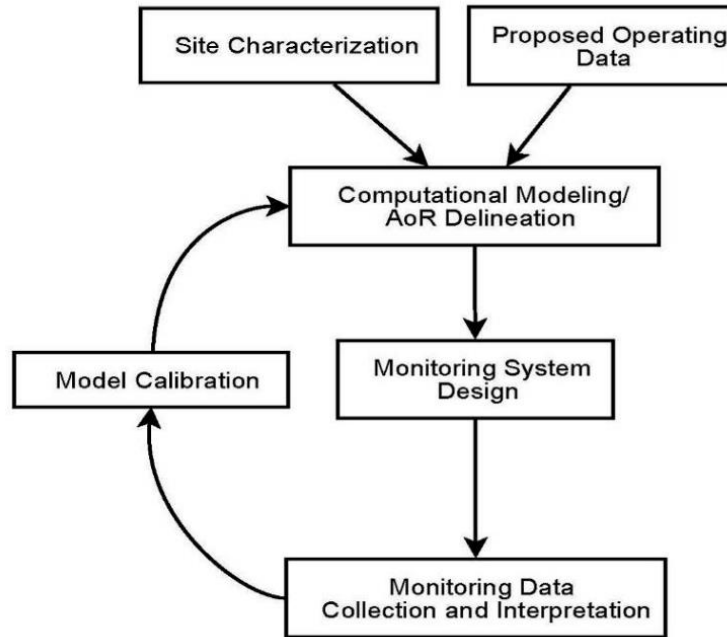 Site Characterization
Proposed Operating
Data
Computational Modeling/
AoR Delineation
Model Calibration
Monitoring System
Design
Monitoring Data
Collection and Interpretation